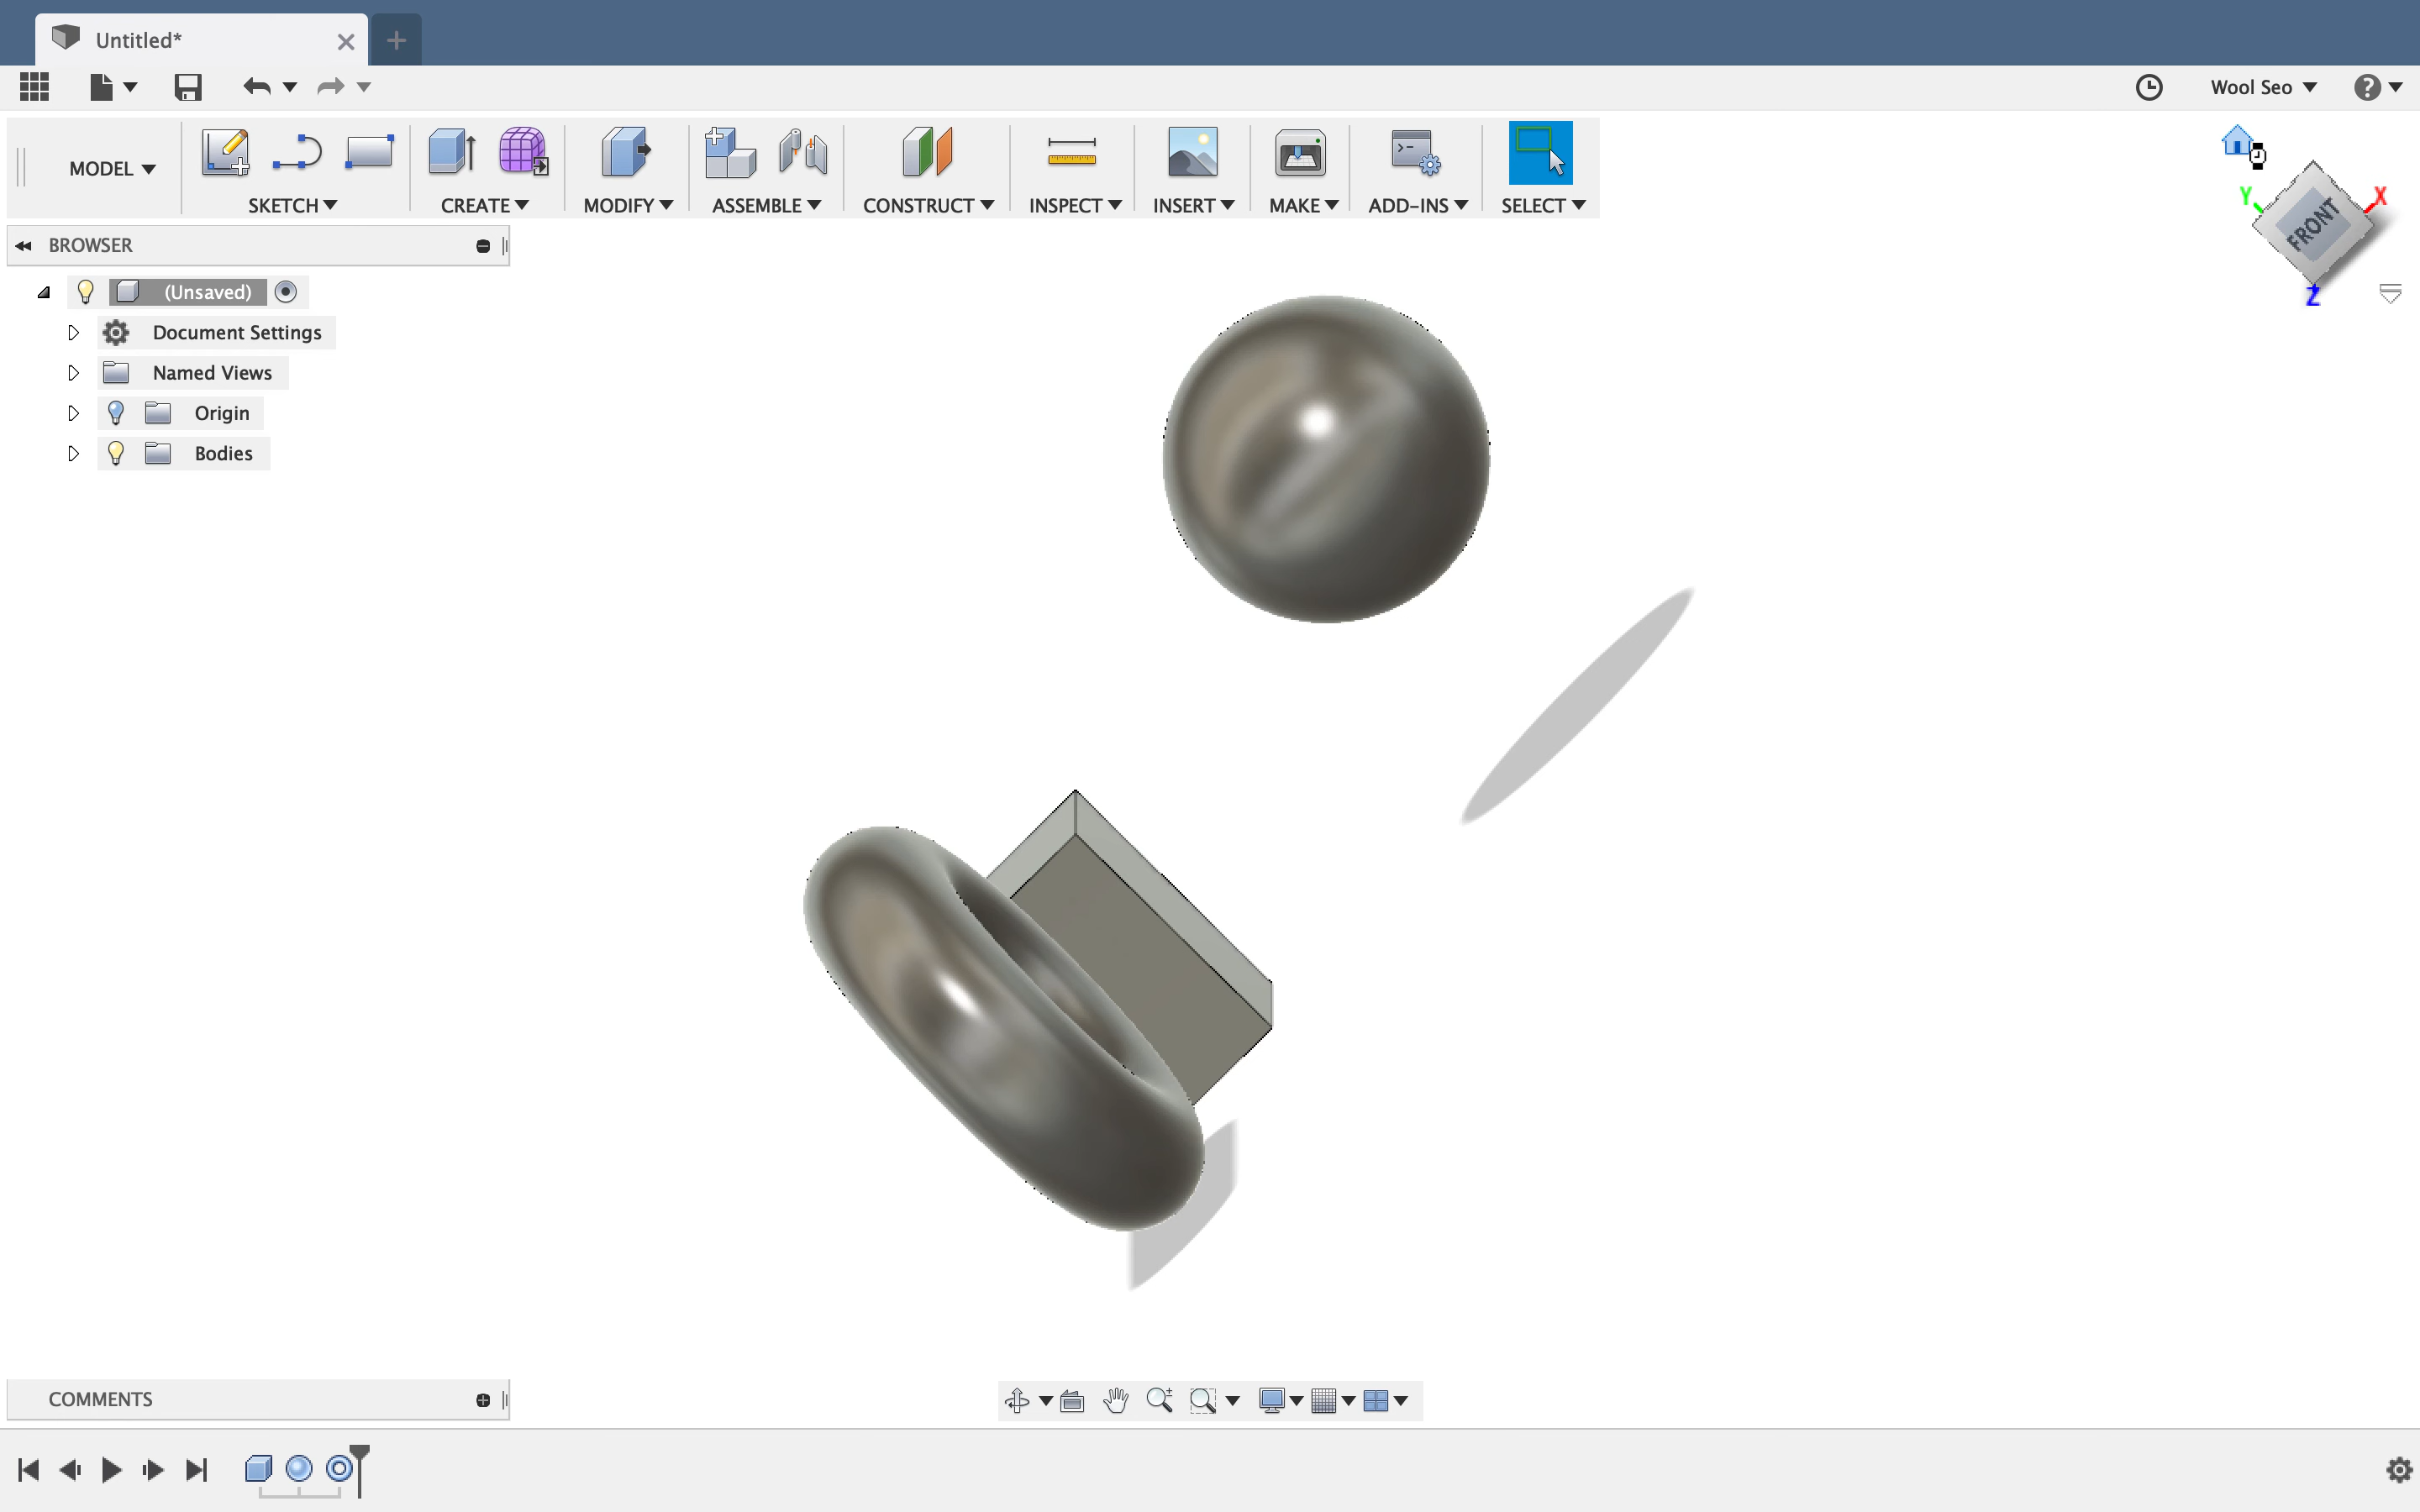 Untitled*
Wool Seo
MODEL
SKETCH
CREATE
MODIFY
ASSEMBLE
CONSTRUCT
INSPECT
INSERT
MAKE
ADD-INS
SELECT
Y
X
FRONT
Z
BROWSER
(Unsaved)
Document Settings
Named Views
Origin
Bodies
COMMENTS